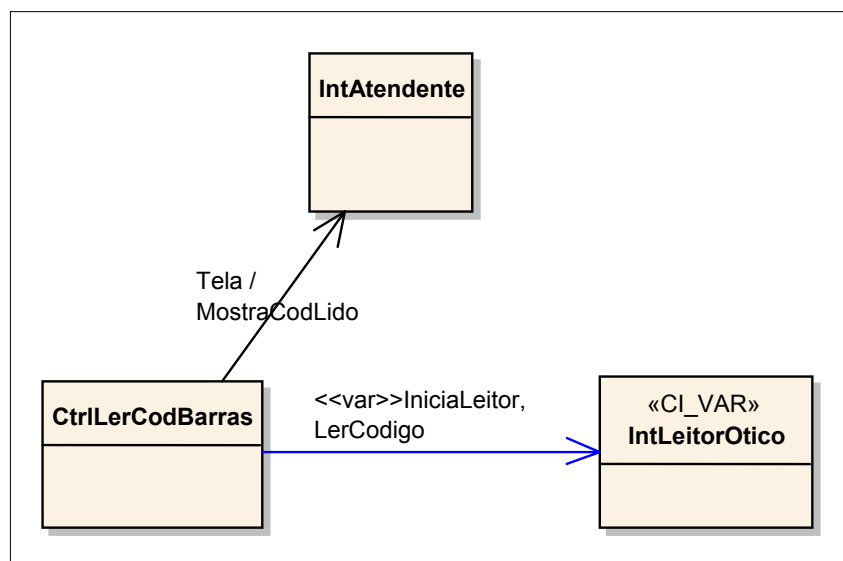 IntAtendente
Tela /
MostraCodLido
CtrlLerCodBarras
<<var>>IniciaLeitor,
LerCodigo
«CI_VAR»
IntLeitorOtico